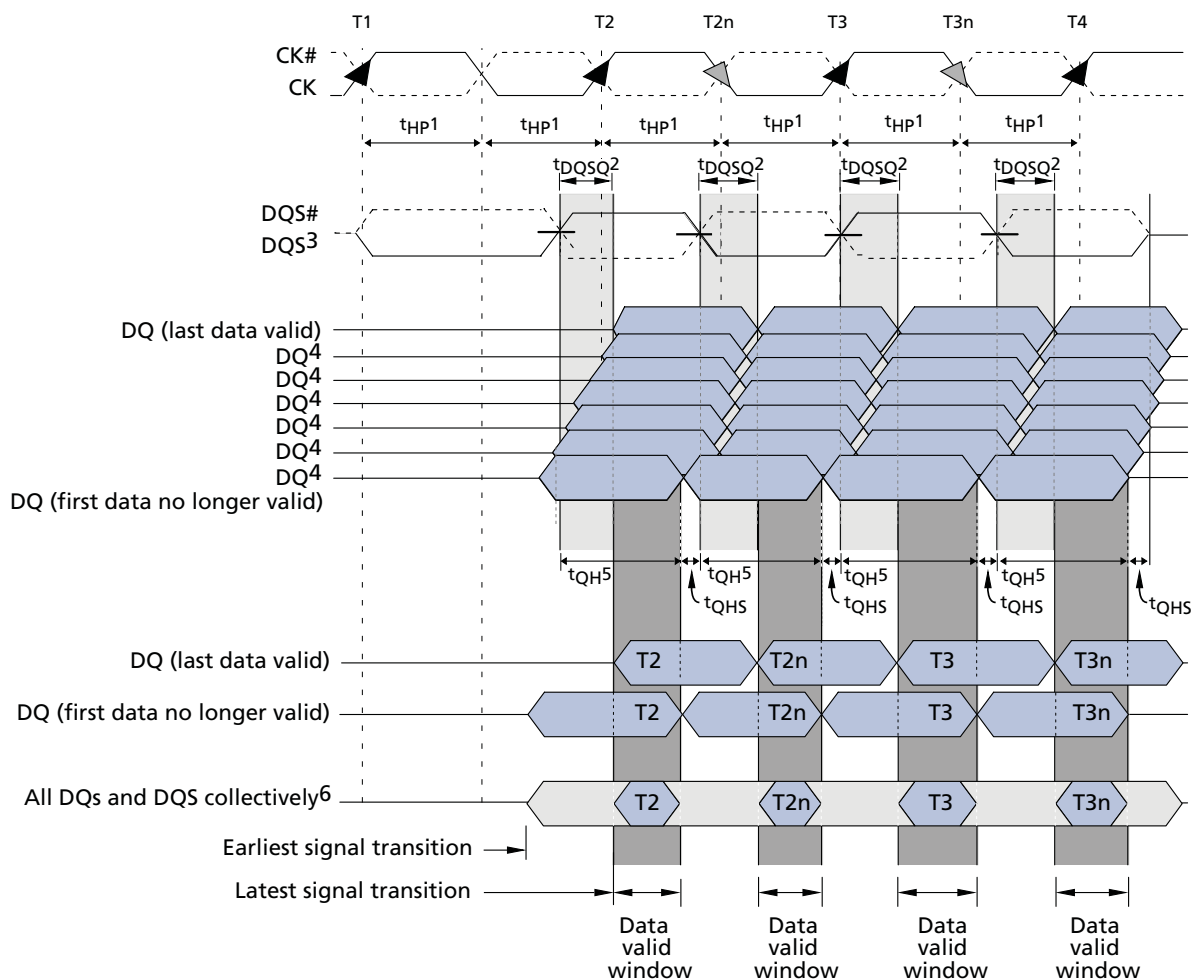 T1 T2 T2n T3 T3n T4
CK#
CK
tHP1 tHP1 tHP1 tHP1 tHP1 tHP1
tDQSQ2 tDQSQ2 tDQSQ2 tDQSQ2
DQS#
DQS3
DQ (last data valid)
DQ4
DQ4
DQ4
DQ4
DQ4
DQ4
DQ (first data no longer valid)
tQH5 tQH5 tQH5 tQH5
tQHS tQHS tQHS tQHS
DQ (last data valid) T2 T2n T3 T3n
DQ (first data no longer valid) T2 T2n T3 T3n
All DQs and DQS collectively6 T2 T2n T3 T3n
Earliest signal transition
Latest signal transition
Data Data Data Data
valid valid valid valid
window window window window